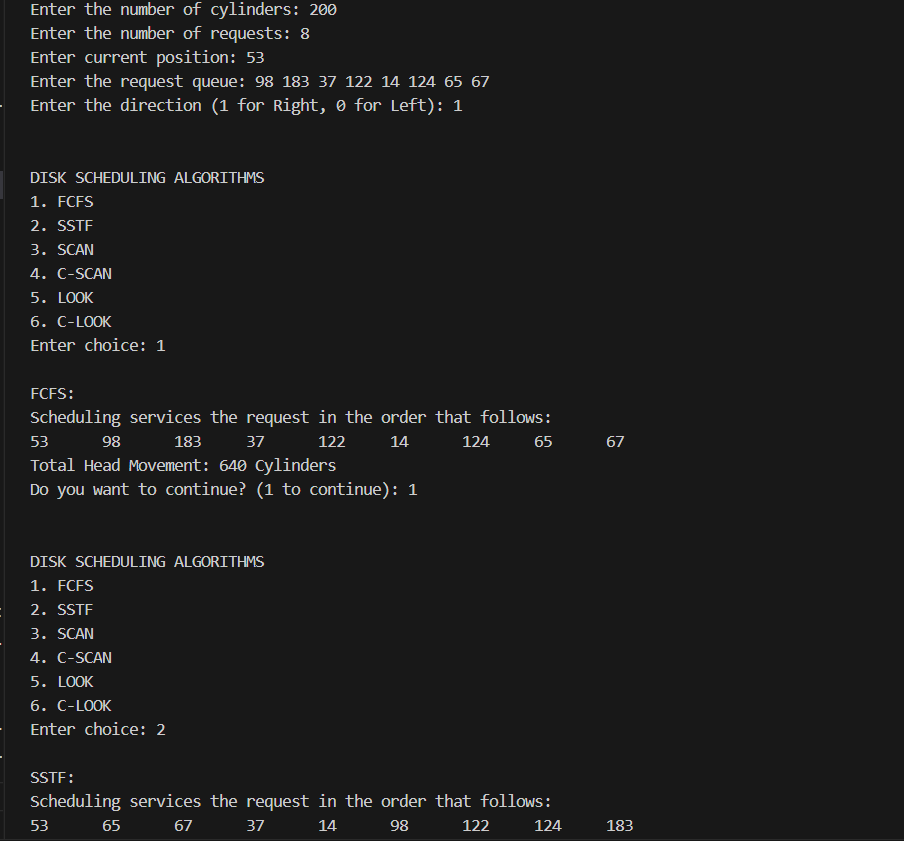 Enter the number of cylinders: 200
Enter the number of requests: 8
Enter current position: 53
Enter the request queue: 98 183 37 122 14 124 65 67
Enter the direction (1 for Right, 0 for Left): 1
DISK SCHEDULING ALGORITHMS
1. FCFS
2. SSTF
3. SCAN
4. C-SCAN
5. LOOK
6. C-LOOK
Enter choice: 1
FCFS:
Scheduling services the request in the order that follows:
53 98 183 37 122 14 124 65 67
Total Head Movement: 640 Cylinders
Do you want to continue? (1 to continue): 1
DISK SCHEDULING ALGORITHMS
1. FCFS
2. SSTF
3. SCAN
4. C-SCAN
5. LOOK
6. C-LOOK
Enter choice: 2
SSTF:
Scheduling services the request in the order that follows:
53 65 67 37 14 98 122 124 183